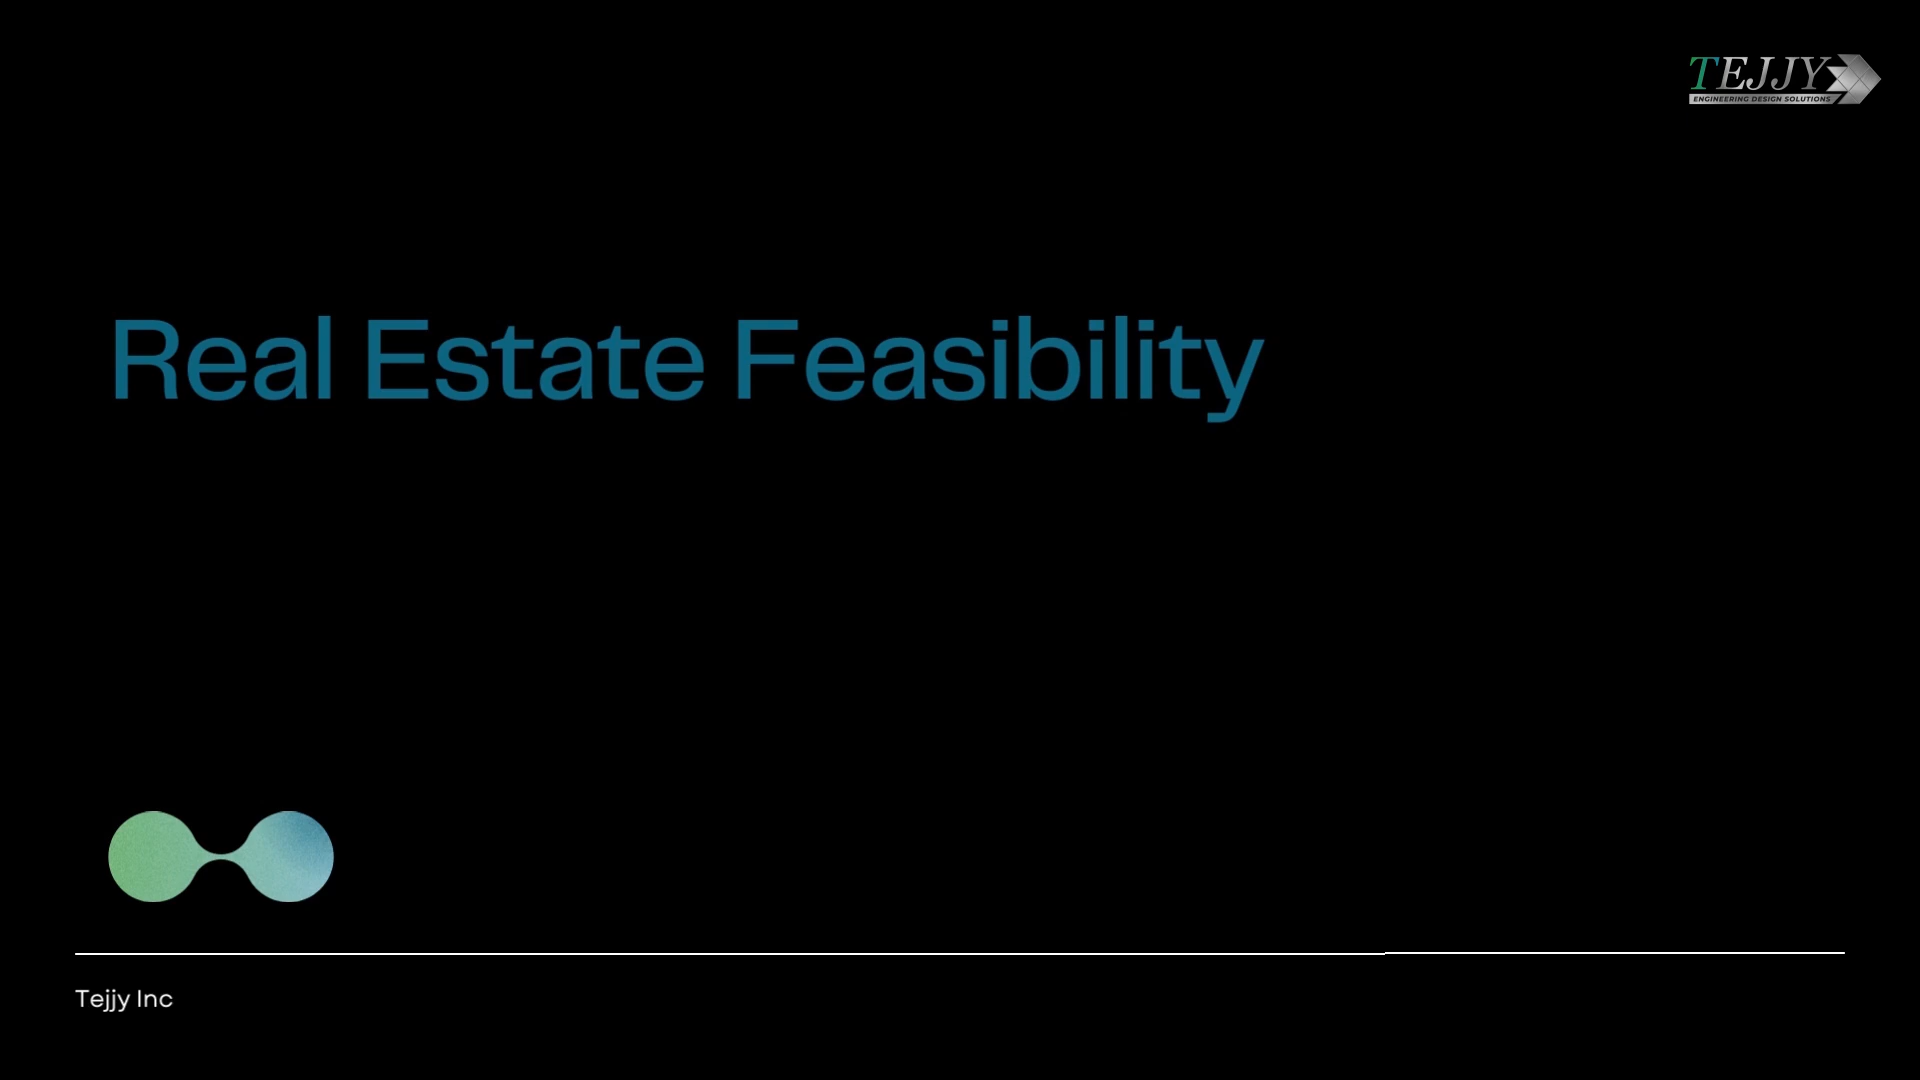 TEJJY
ENGINEERING DESIGN SOLUTIONS
Real Estate Feasibility
Tejjy Inc